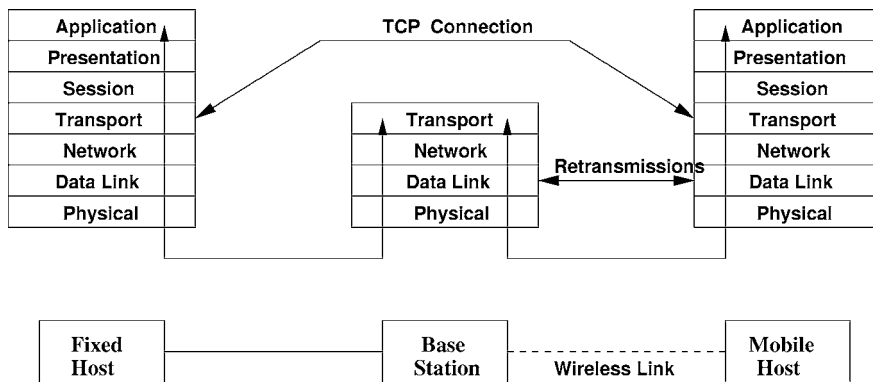 Application
TCP Connection
Application
Presentation
Presentation
Session
Session
Transport
Transport
Transport
Network
Network
Network
Retransmissions
Data Link
Data Link
Data Link
Physical
Physical
Physical
Fixed
Host
Base
Station
Wireless Link
Mobile
Host